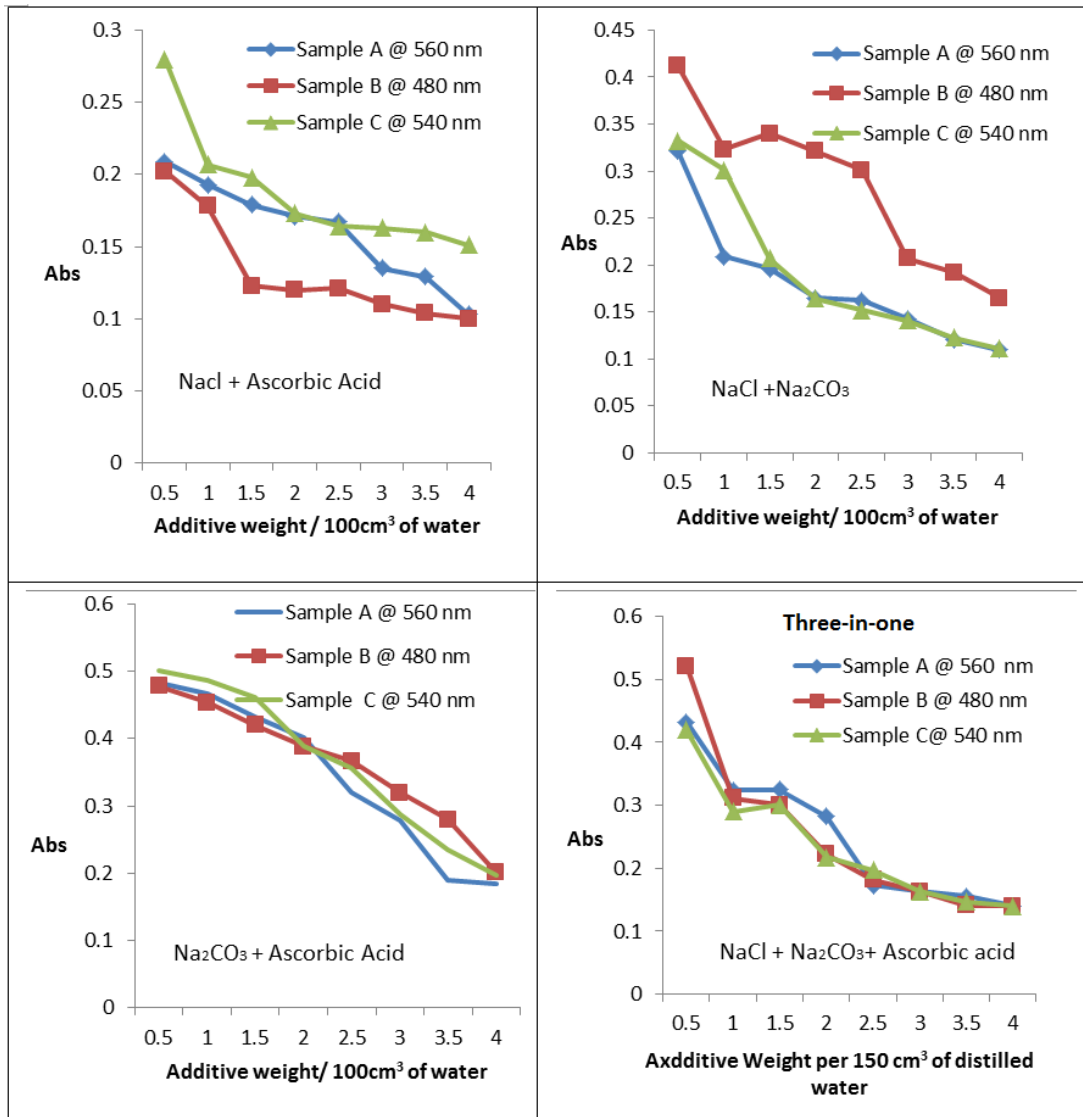 0.3
0.25
0.2
0.15
0.1
0.05
0
Abs
Sample A @ 560 nm
Sample B @ 480 nm
Sample C @ 540 nm
Nacl + Ascorbic Acid
0.5 1 1.5 2 2.5 3 3.5 4
Additive weight/ 100cm³ of water
0.45
0.4
0.35
0.3
0.25
0.2
0.15
0.1
0.05
0
Abs
Sample A @ 560 nm
Sample B @ 480 nm
Sample C @ 540 nm
NaCl +Na₂CO₃
0.5 1 1.5 2 2.5 3 3.5 4
Additive weight/ 100cm³ of water
0.6
0.5
0.4
0.3
0.2
0.1
0
Abs
Sample A @ 560 nm
Sample B @ 480 nm
Sample C @ 540 nm
Na₂CO₃ + Ascorbic Acid
0.5 1 1.5 2 2.5 3 3.5 4
Additive weight/ 100cm³ of water
Three-in-one
0.6
0.5
0.4
0.3
0.2
0.1
0
Abs
Sample A @ 560 nm
Sample B @ 480 nm
Sample C@ 540 nm
NaCl + Na₂CO₃+ Ascorbic acid
0.5 1 1.5 2 2.5 3 3.5 4
Axdditive Weight per 150 cm³ of distilled
water